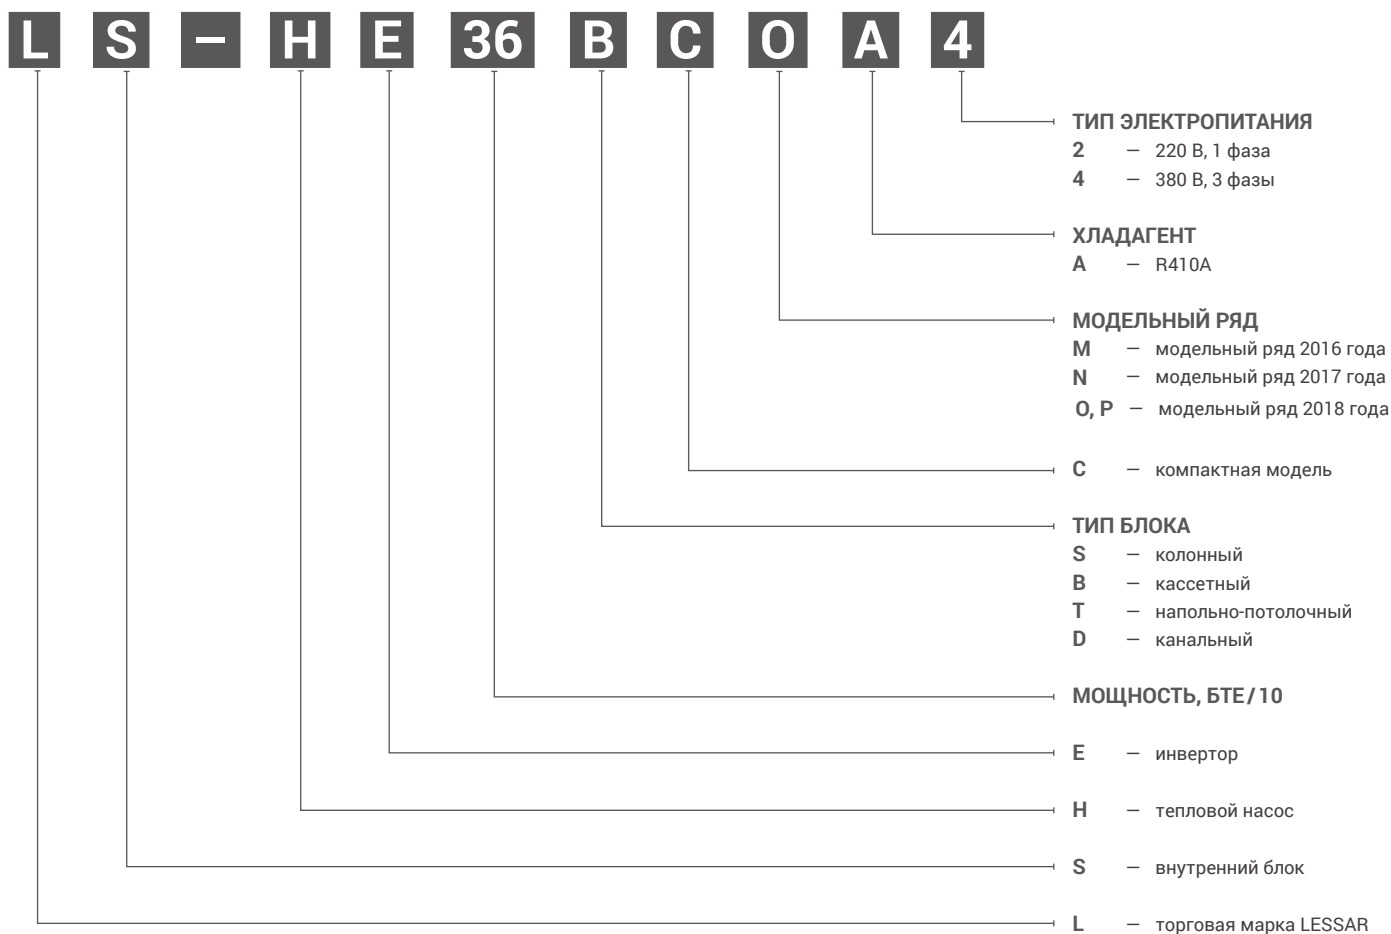 L S – H E 36 B C O A 4
ТИП ЭЛЕКТРОПИТАНИЯ
2 – 220 В, 1 фаза
4 – 380 В, 3 фазы
ХЛАДАГЕНТ
A – R410A
МОДЕЛЬНЫЙ РЯД
M – модельный ряд 2016 года
N – модельный ряд 2017 года
O, P – модельный ряд 2018 года
C – компактная модель
ТИП БЛОКА
S – колонный
B – кассетный
T – напольно-потолочный
D – канальный
МОЩНОСТЬ, БТЕ/10
E – инвертор
H – тепловой насос
S – внутренний блок
L – торговая марка LESSAR